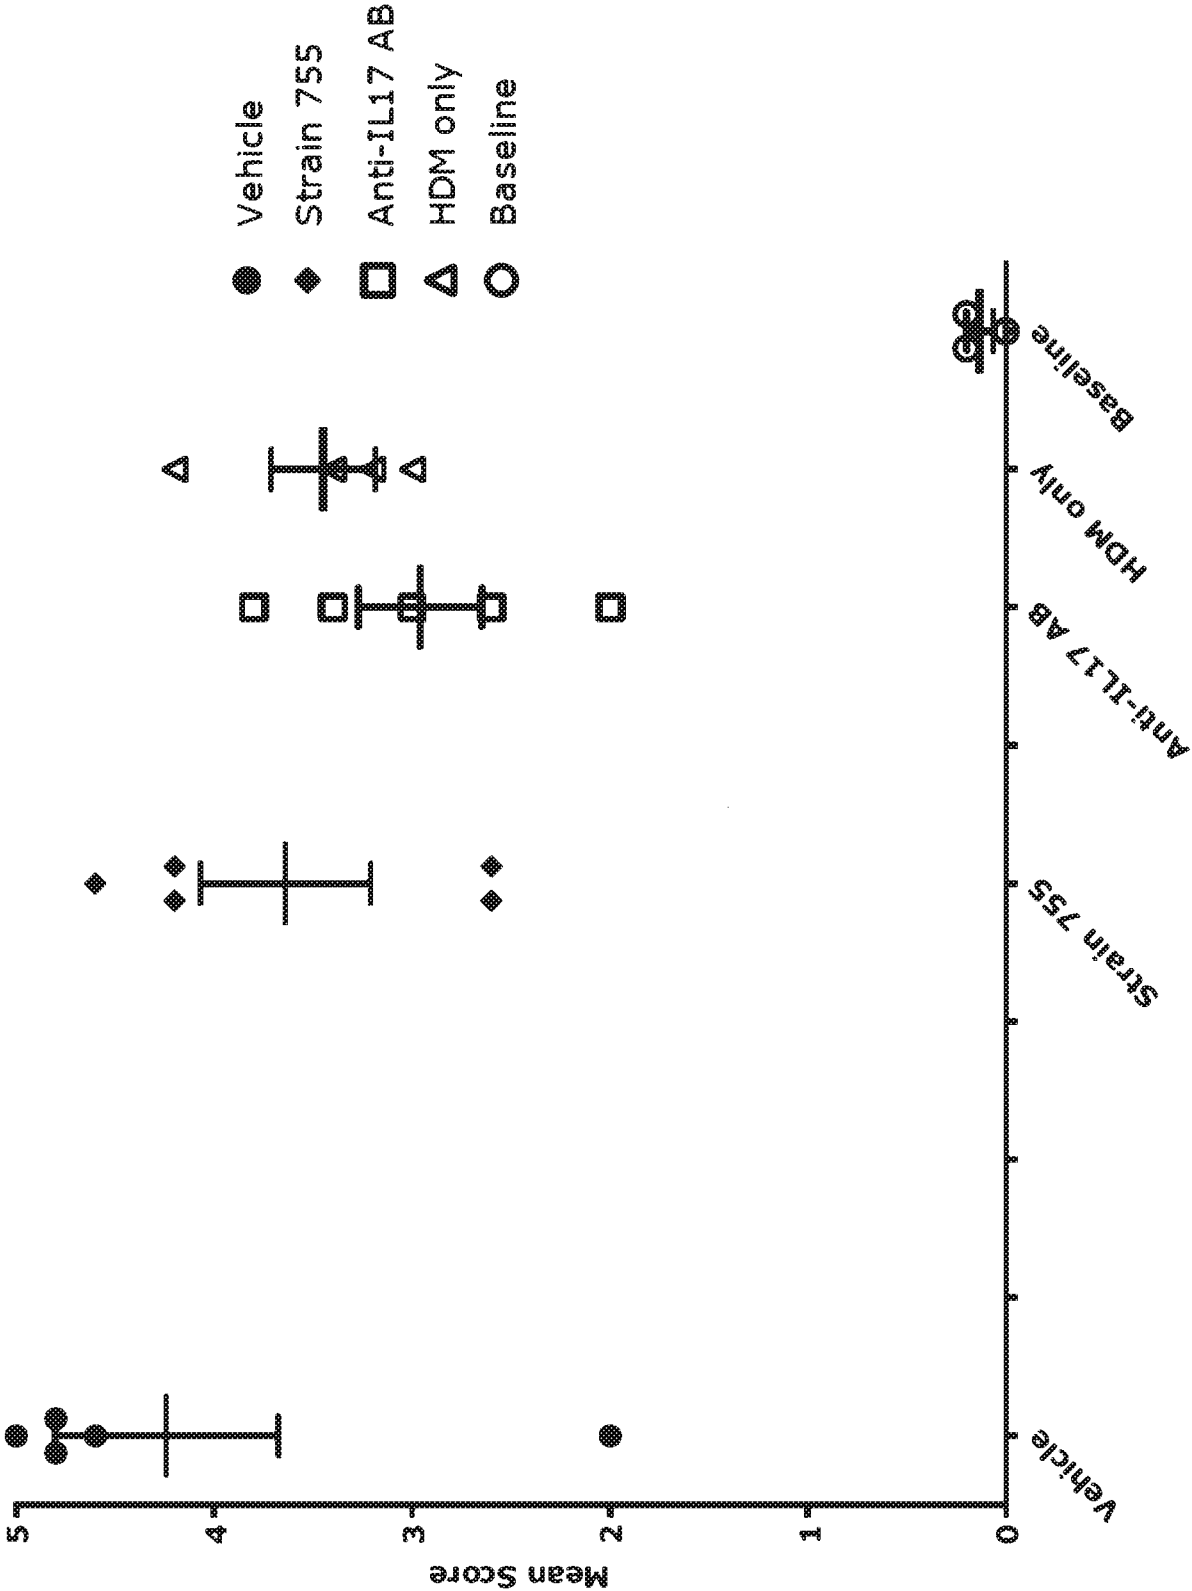 Mean Score
5
4
3
2
1
0
Vehicle
Strain 755
Anti-IL17 AB
HDM only
Baseline
Vehicle
Strain 755
Anti-IL17 AB
HDM only
Baseline